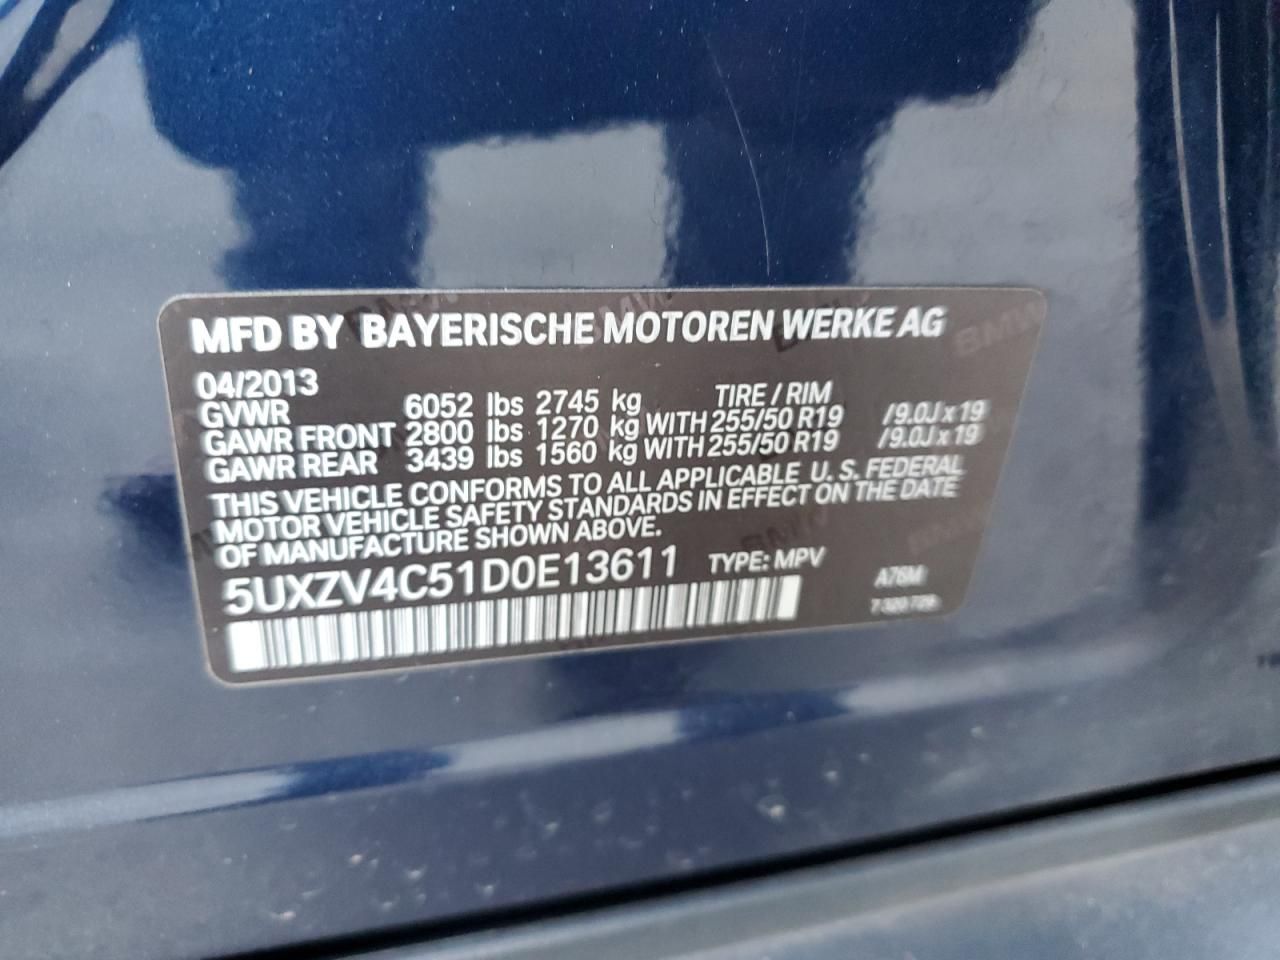 MFD BY BAYERISCHE MOTOREN WERKE AG
04/2013
TIRE / RIM
GVWR 6052 lbs 2745 kg
GAWR FRONT 2800 lbs 1270 kg WITH 255/50 R19 /9.0J x 19
GAWR REAR 3439 lbs 1560 kg WITH 255/50 R19 /9.0J x 19
THIS VEHICLE CONFORMS TO ALL APPLICABLE U.S. FEDERAL
MOTOR VEHICLE SAFETY STANDARDS IN EFFECT ON THE DATE
OF MANUFACTURE SHOWN ABOVE.
5UXZV4C51D0E13611 TYPE: MPV
A76M